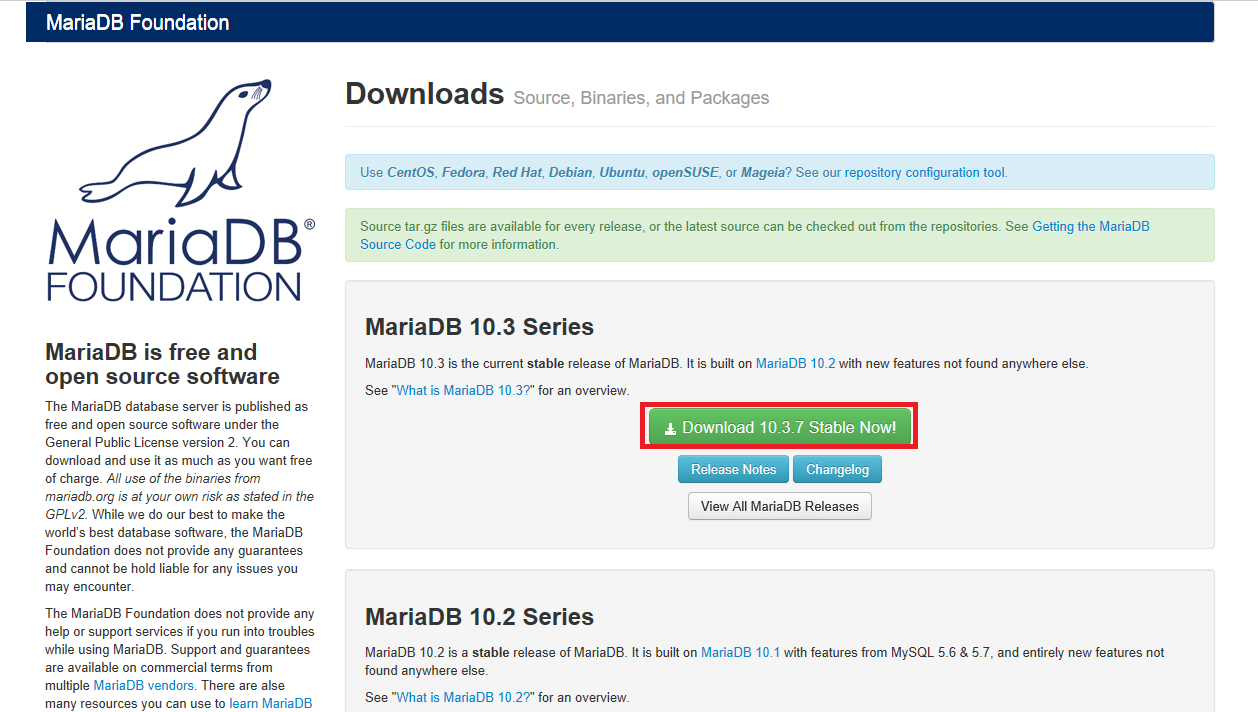 MariaDB Foundation
MariaDB®
FOUNDATION
MariaDB is free and
open source software
The MariaDB database server is published as
free and open source software under the
General Public License version 2. You can
download and use it as much as you want free
of charge. All use of the binaries from
mariadb.org is at your own risk as stated in the
GPLv2. While we do our best to make the
world's best database software, the MariaDB
Foundation does not provide any guarantees
and cannot be hold liable for any issues you
may encounter.
The MariaDB Foundation does not provide any
help or support services if you run into troubles
while using MariaDB. Support and guarantees
are available on commercial terms from
multiple MariaDB vendors. There are alse
many resources you can use to learn MariaDB
Downloads Source, Binaries, and Packages
Use CentOS, Fedora, Red Hat, Debian, Ubuntu, openSUSE, or Mageia? See our repository configuration tool.
Source tar.gz files are available for every release, or the latest source can be checked out from the repositories. See Getting the MariaDB
Source Code for more information.
MariaDB 10.3 Series
MariaDB 10.3 is the current stable release of MariaDB. It is built on MariaDB 10.2 with new features not found anywhere else.
See "What is MariaDB 10.3?" for an overview.
Download 10.3.7 Stable Now!
Release Notes Changelog
View All MariaDB Releases
MariaDB 10.2 Series
MariaDB 10.2 is a stable release of MariaDB. It is built on MariaDB 10.1 with features from MySQL 5.6 & 5.7, and entirely new features not
found anywhere else.
See "What is MariaDB 10.2?" for an overview.